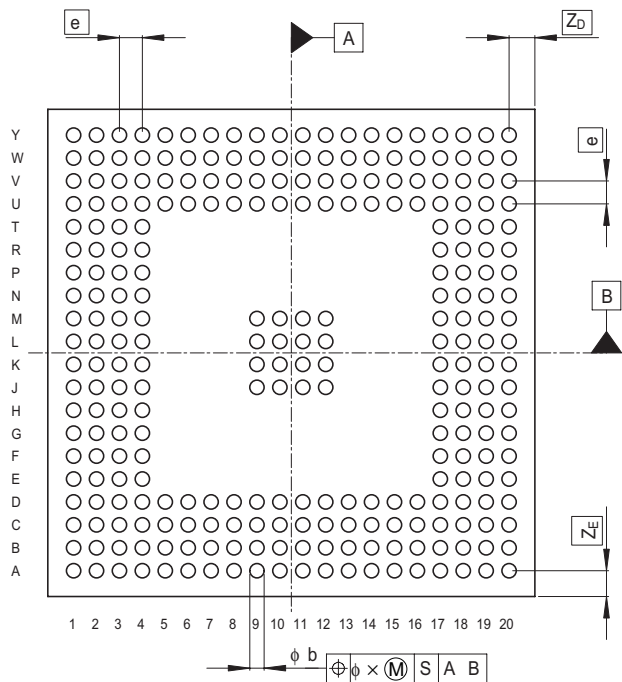 e
A
ZD
e
B
ZE
Y
W
V
U
T
R
P
N
M
L
K
J
H
G
F
E
D
C
B
A
1 2 3 4 5 6 7 8 9 10 11 12 13 14 15 16 17 18 19 20
ϕ b
⌖ ϕ × Ⓜ S A B